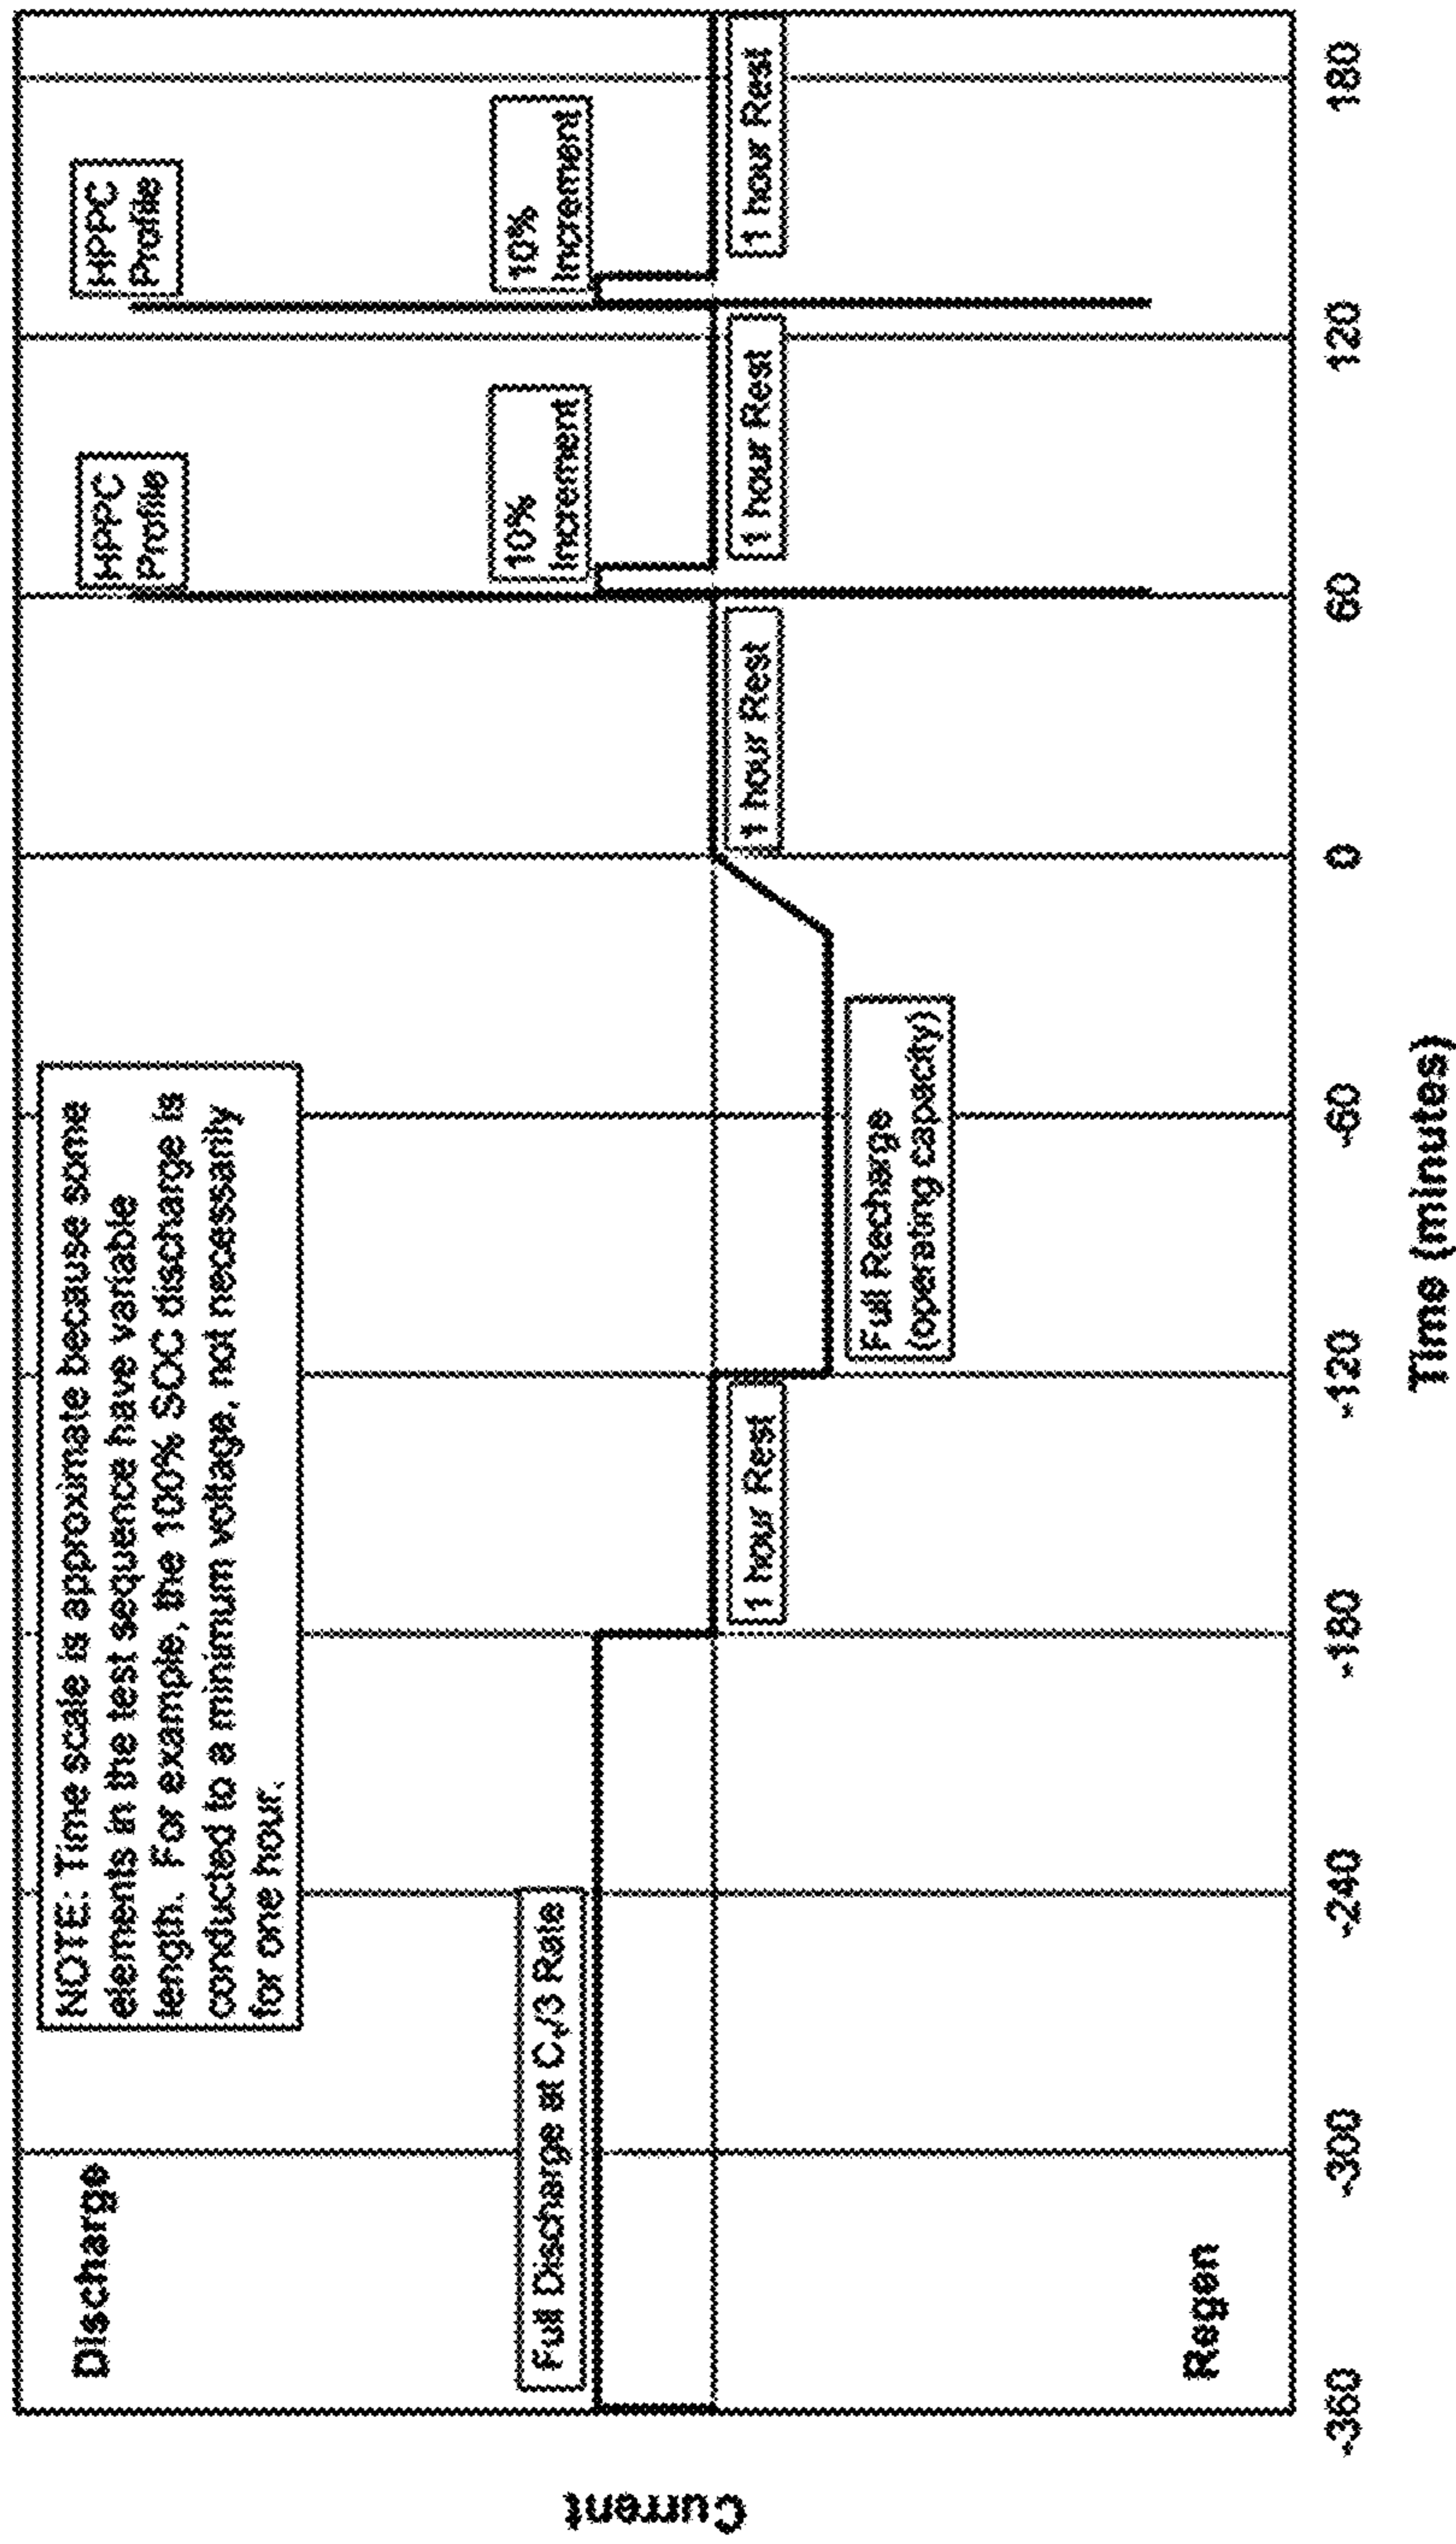 Discharge
NOTE: Time scale is approximate because some
elements in the test sequence have variable
length. For example, the 100% SOC discharge is
conducted to a minimum voltage, not necessarily
for one hour.
HPPC
Profile
HPPC
Profile
Full Discharge at C₁/3 Rate
10%
Increment
10%
Increment
Current
1 hour Rest
1 hour Rest
1 hour Rest
1 hour Rest
Full Recharge
(operating capacity)
Regen
-360
-300
-240
-180
-120
-60
0
60
120
180
Time (minutes)